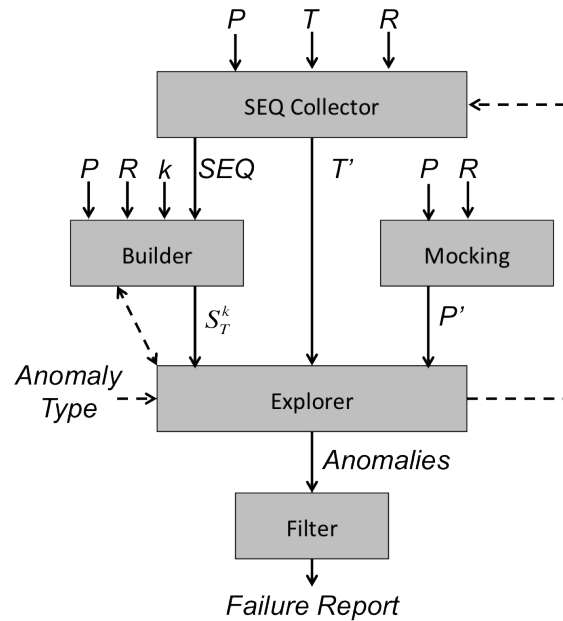 P T R
SEQ Collector
P R k SEQ T' P R
Builder
Mocking
S_T^k
P'
Anomaly
Type
Explorer
Anomalies
Filter
Failure Report